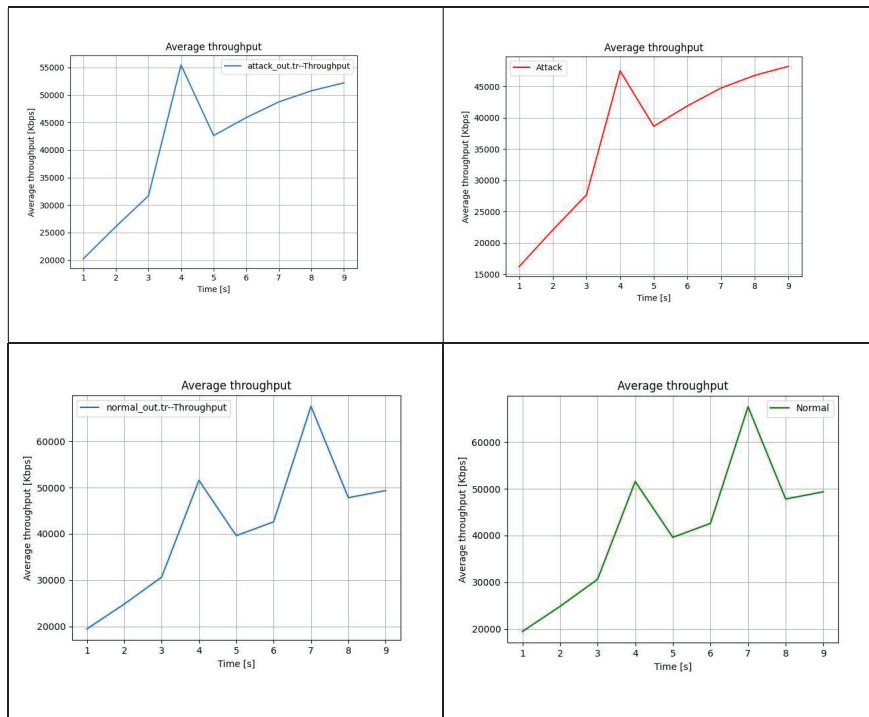 Average throughput
attack_out.tr--Throughput
55000
50000
45000
40000
35000
30000
25000
20000
Average throughput [Kbps]
1 2 3 4 5 6 7 8 9
Time [s]
Average throughput
Attack
45000
40000
35000
30000
25000
20000
15000
Average throughput [Kbps]
1 2 3 4 5 6 7 8 9
Time [s]
Average throughput
normal_out.tr--Throughput
60000
50000
40000
30000
20000
Average throughput [Kbps]
1 2 3 4 5 6 7 8 9
Time [s]
Average throughput
Normal
60000
50000
40000
30000
20000
Average throughput [Kbps]
1 2 3 4 5 6 7 8 9
Time [s]